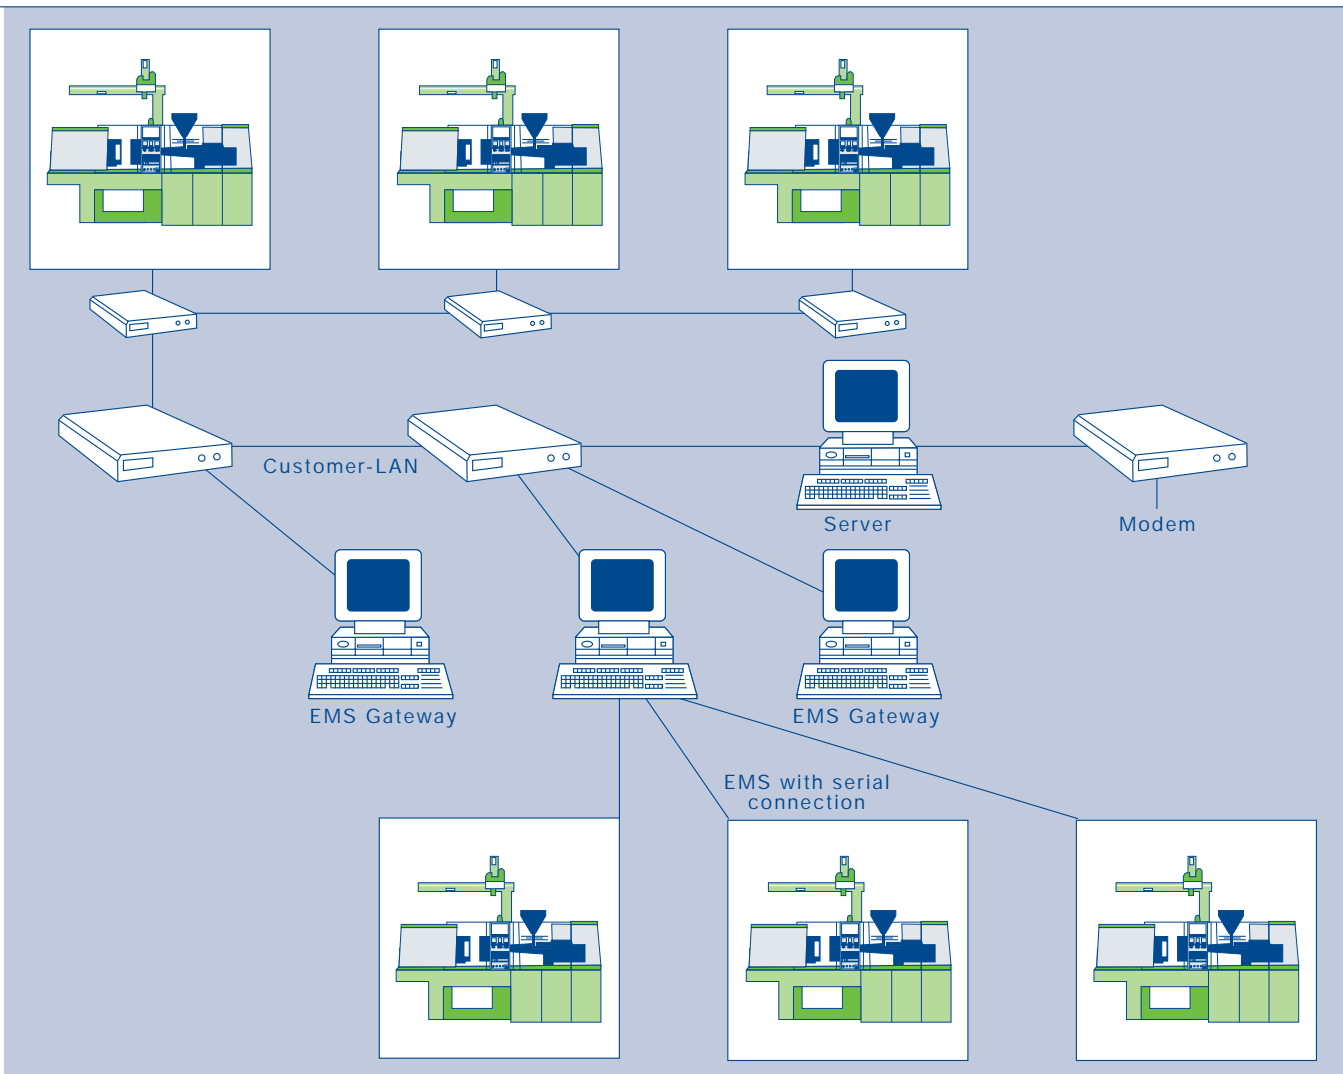 Customer-LAN
Server
Modem
EMS Gateway
EMS Gateway
EMS with serial
connection